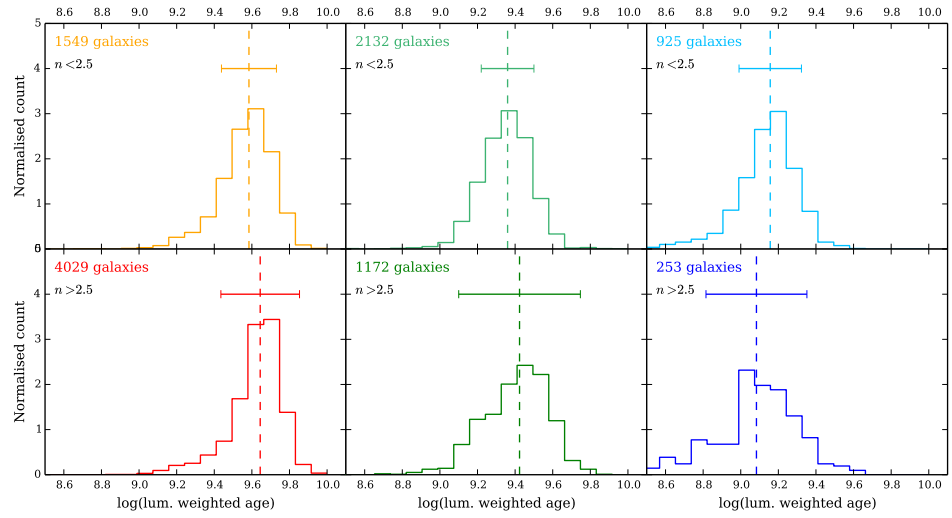 8.6 8.8 9.0 9.2 9.4 9.6 9.8 10.0 8.6 8.8 9.0 9.2 9.4 9.6 9.8 10.0 8.6 8.8 9.0 9.2 9.4 9.6 9.8 10.0
5
1549 galaxies 2132 galaxies 925 galaxies
n<2.5 n<2.5 n<2.5
4
3
Normalised count
2
1
0
4029 galaxies 1172 galaxies 253 galaxies
n>2.5 n>2.5 n>2.5
4
3
Normalised count
2
1
0
8.6 8.8 9.0 9.2 9.4 9.6 9.8 10.0 8.6 8.8 9.0 9.2 9.4 9.6 9.8 10.0 8.6 8.8 9.0 9.2 9.4 9.6 9.8 10.0
log(lum. weighted age) log(lum. weighted age) log(lum. weighted age)